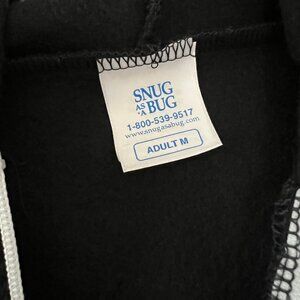 SNUG
AS A BUG
1-800-539-9517
www.snugasabug.com
ADULT M